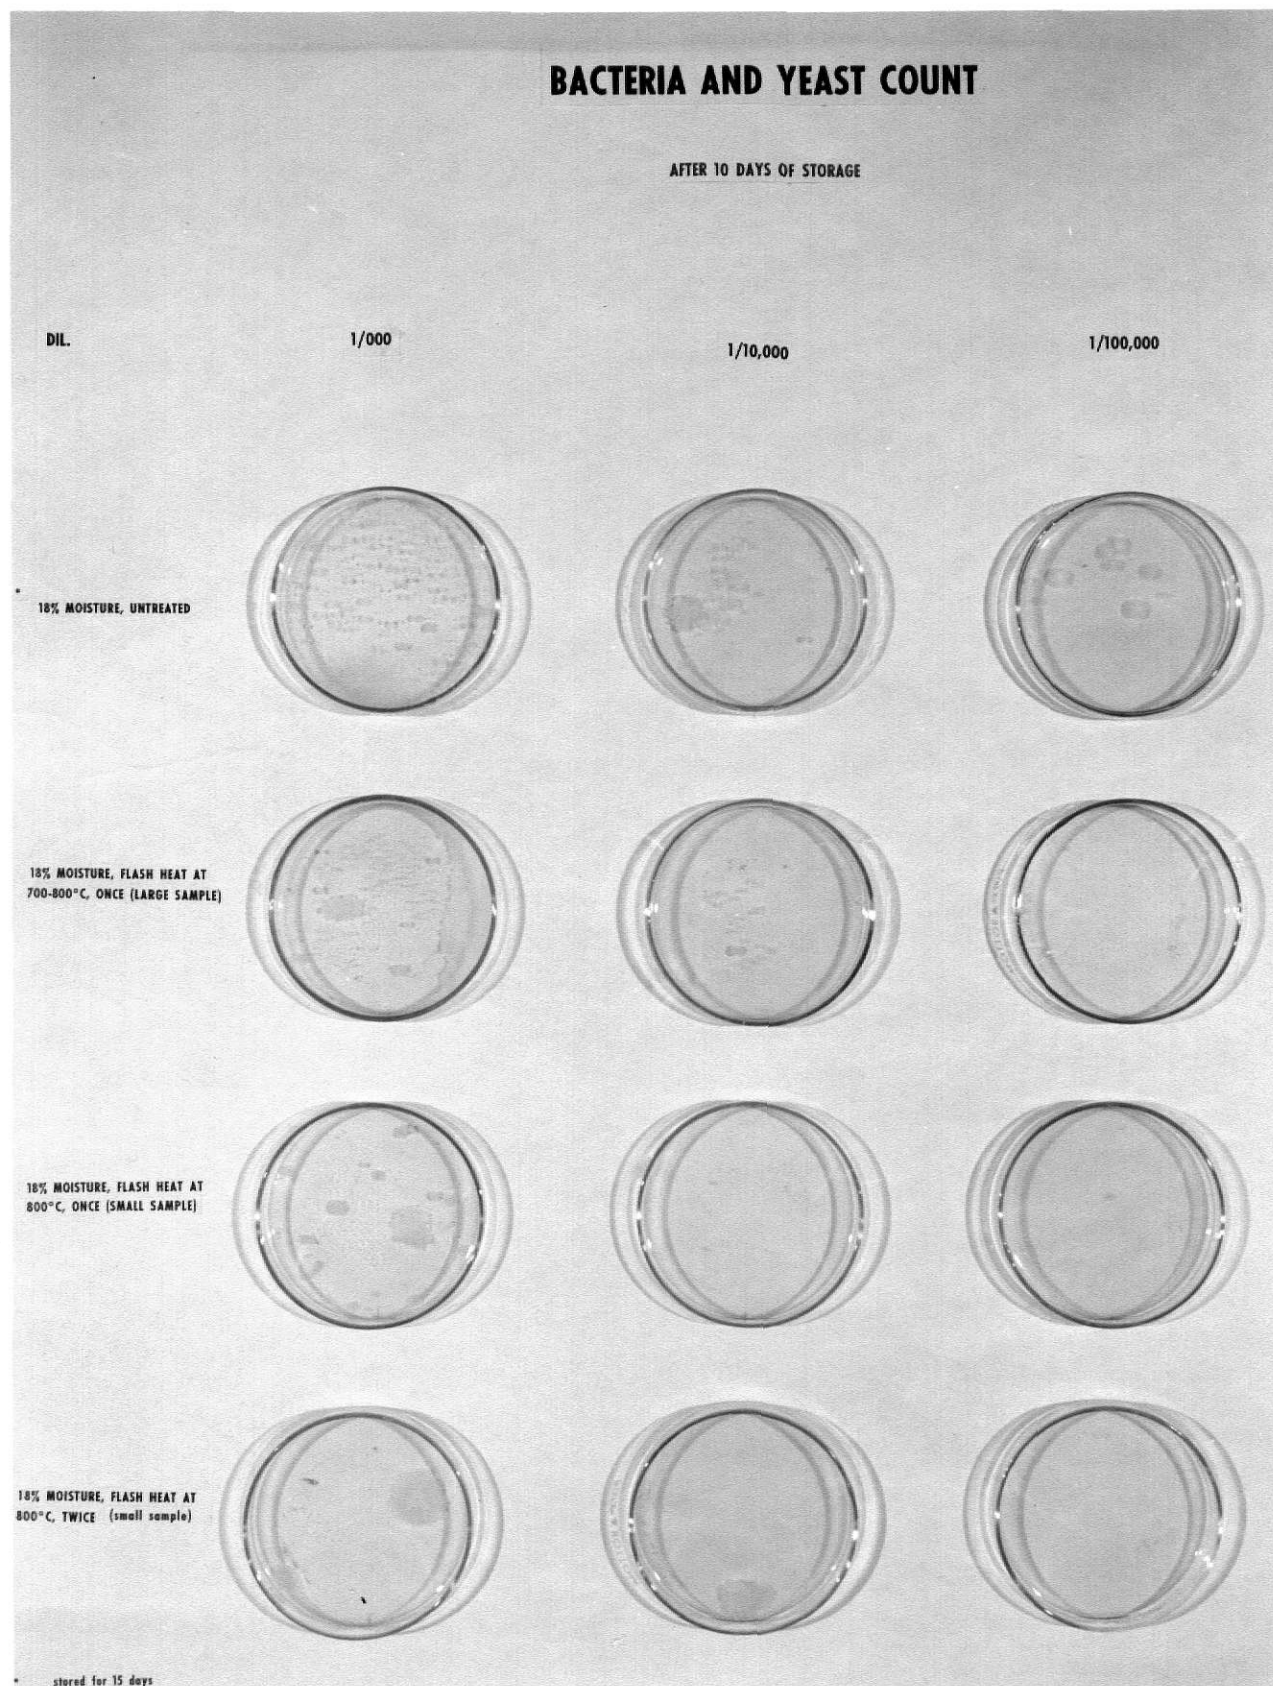 BACTERIA AND YEAST COUNT
AFTER 10 DAYS OF STORAGE
DIL. 1/000 1/10,000 1/100,000
* 18% MOISTURE, UNTREATED
18% MOISTURE, FLASH HEAT AT
700-800°C, ONCE (LARGE SAMPLE)
18% MOISTURE, FLASH HEAT AT
800°C, ONCE (SMALL SAMPLE)
18% MOISTURE, FLASH HEAT AT
800°C, TWICE (small sample)
* stored for 15 days